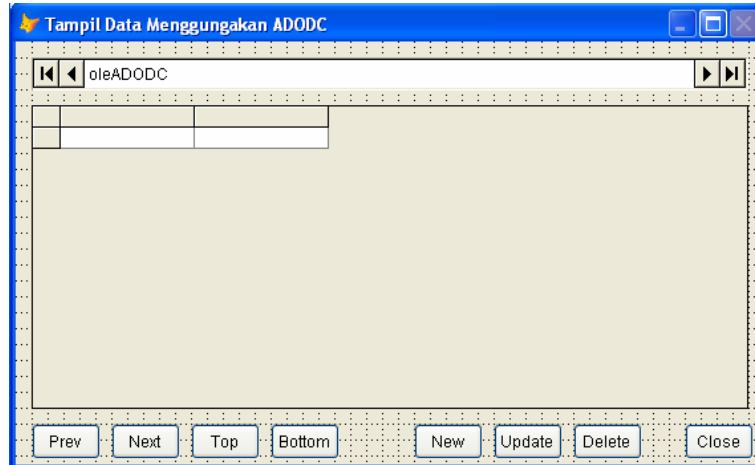 Tampil Data Menggungakan ADODC
oleADODC
Prev Next Top Bottom New Update Delete Close